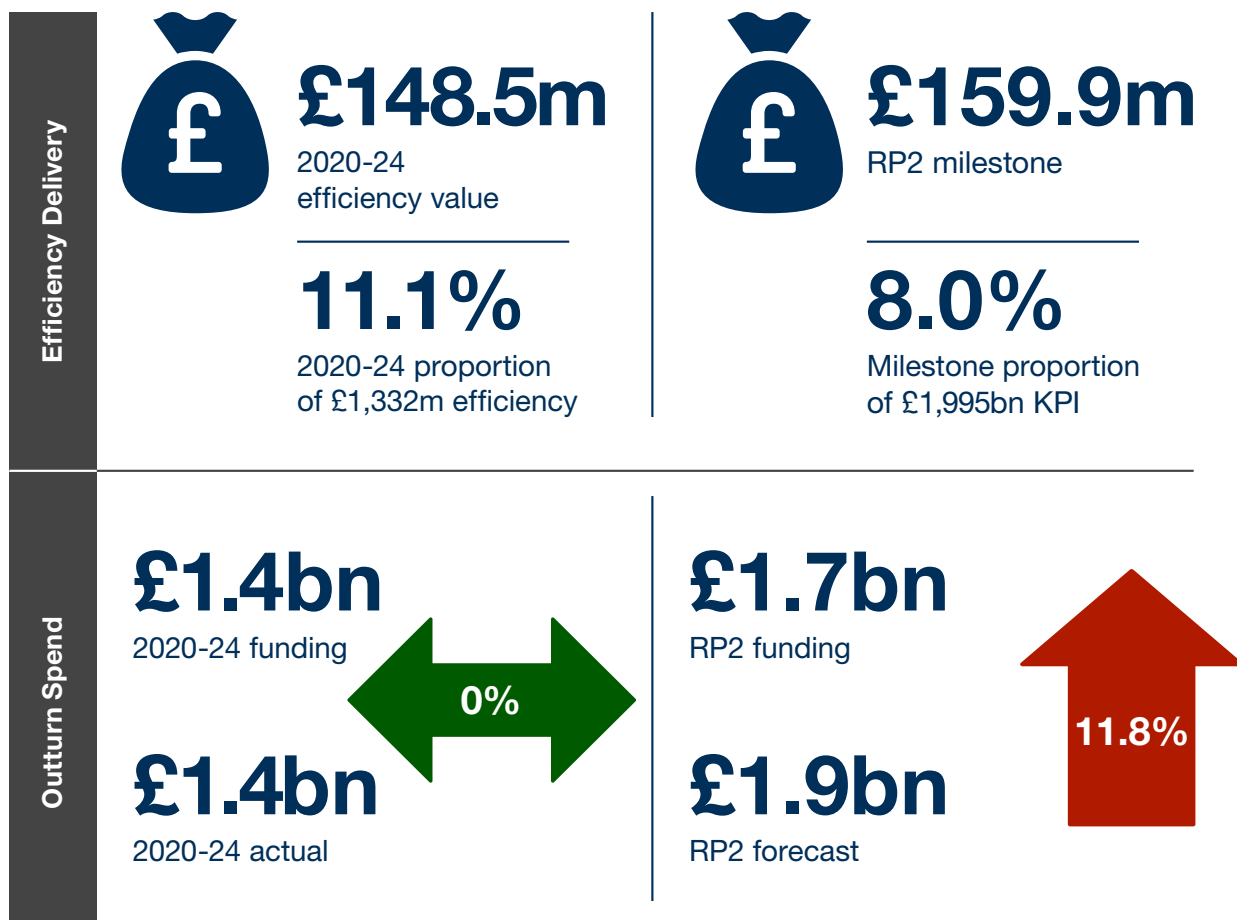 Efficiency Delivery
£
£148.5m
2020-24
efficiency value
11.1%
2020-24 proportion
of £1,332m efficiency
£
£159.9m
RP2 milestone
8.0%
Milestone proportion
of £1,995bn KPI
Outturn Spend
£1.4bn
2020-24 funding
0%
£1.4bn
2020-24 actual
£1.7bn
RP2 funding
11.8%
£1.9bn
RP2 forecast